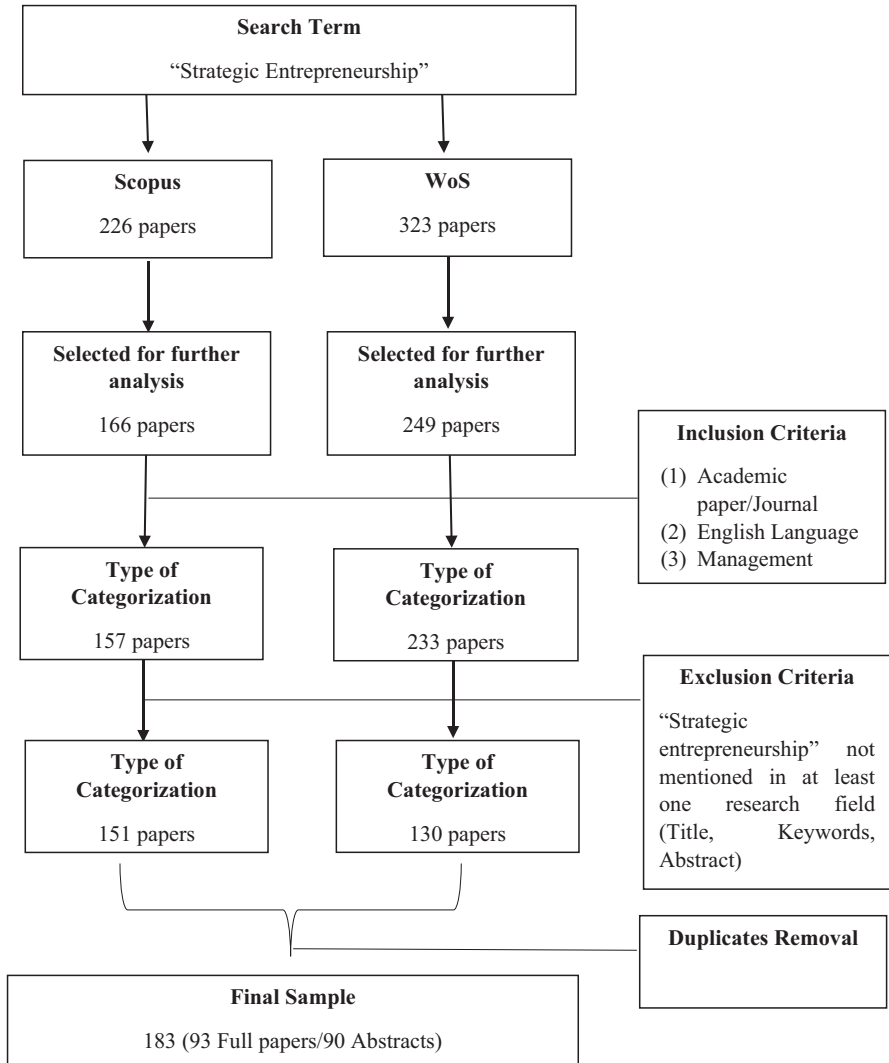 Search Term
“Strategic Entrepreneurship”
Scopus
226 papers
WoS
323 papers
Selected for further
analysis
166 papers
Selected for further
analysis
249 papers
Inclusion Criteria
(1) Academic
paper/Journal
(2) English Language
(3) Management
Type of
Categorization
157 papers
Type of
Categorization
233 papers
Exclusion Criteria
“Strategic
entrepreneurship” not
mentioned in at least
one research field
(Title, Keywords,
Abstract)
Type of
Categorization
151 papers
Type of
Categorization
130 papers
Duplicates Removal
Final Sample
183 (93 Full papers/90 Abstracts)